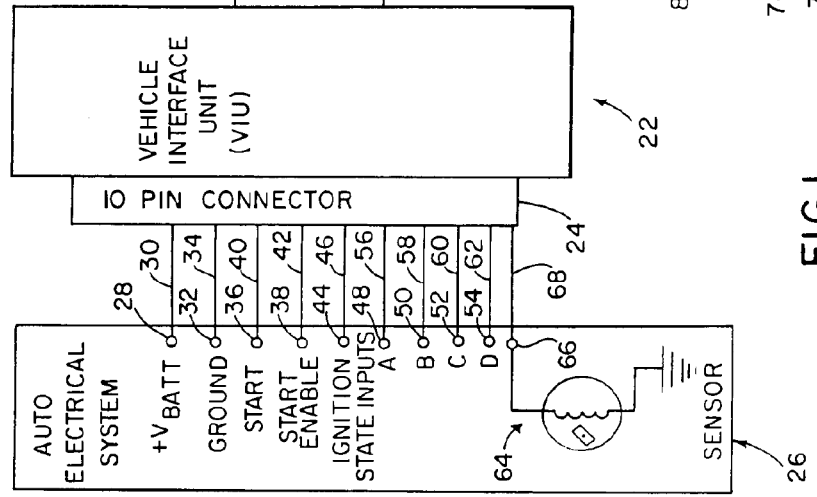 AUTO
ELECTRICAL
SYSTEM
+VBATT
GROUND
START
START
ENABLE
IGNITION
STATE INPUTS
A
B
C
D
SENSOR
28
32
36
38
44
48
50
52
54
66
64
26
30
34
40
42
46
56
58
60
62
68
10 PIN CONNECTOR
24
VEHICLE
INTERFACE
UNIT
(VIU)
22
8
7
FIG.1